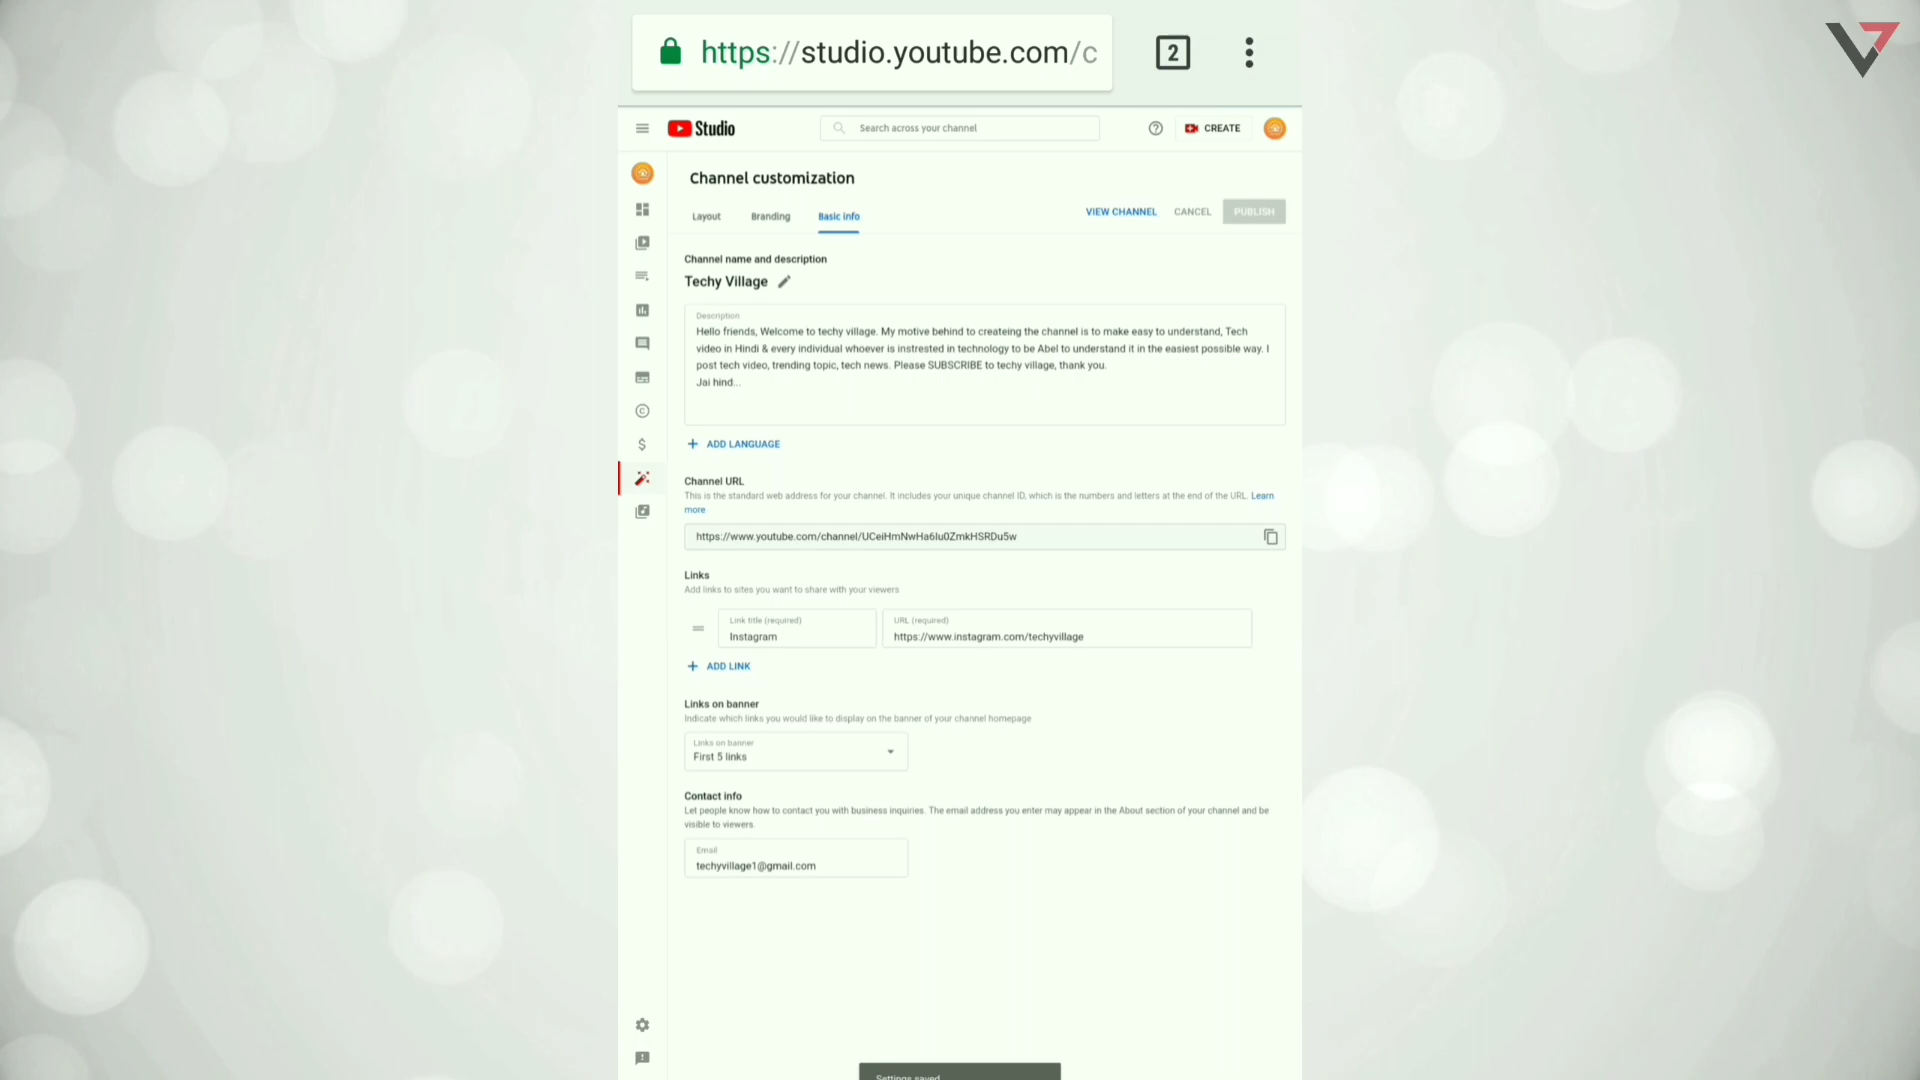 https://studio.youtube.com/c
2
Studio
Search across your channel
CREATE
Channel customization
Layout
Branding
Basic info
VIEW CHANNEL
CANCEL
PUBLISH
Channel name and description
Techy Village
Description
Hello friends, Welcome to techy village. My motive behind to createing the channel is to make easy to understand, Tech
video in Hindi & every individual whoever is instrested in technology to be Abel to understand it in the easiest possible way. I
post tech video, trending topic, tech news. Please SUBSCRIBE to techy village, thank you.
Jai hind...
ADD LANGUAGE
Channel URL
This is the standard web address for your channel. It includes your unique channel ID, which is the numbers and letters at the end of the URL. Learn
more
https://www.youtube.com/channel/UCeiHmNwHa6Iu0ZmkHSRDu5w
Links
Add links to sites you want to share with your viewers
Link title (required)
Instagram
URL (required)
https://www.instagram.com/techyvillage
ADD LINK
Links on banner
Indicate which links you would like to display on the banner of your channel homepage
Links on banner
First 5 links
Contact info
Let people know how to contact you with business inquiries. The email address you enter may appear in the About section of your channel and be
visible to viewers.
Email
techyvillage1@gmail.com
Settings saved